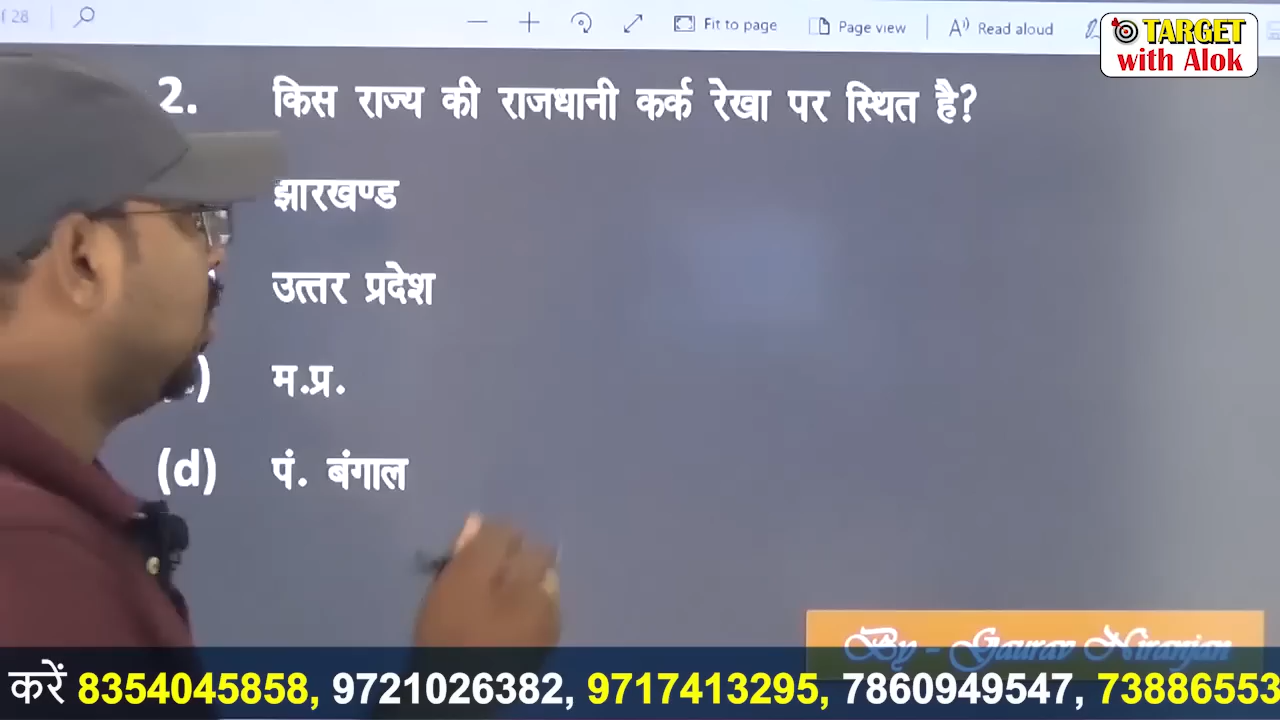 f 28
Fit to page
Page view
Read aloud
TARGET
with Alok
2. किस राज्य की राजधानी कर्क रेखा पर स्थित है?
झारखण्ड
उत्तर प्रदेश
म.प्र.
(d) पं. बंगाल
By - Gaurav Niranjan
करें 8354045858, 9721026382, 9717413295, 7860949547, 73886553